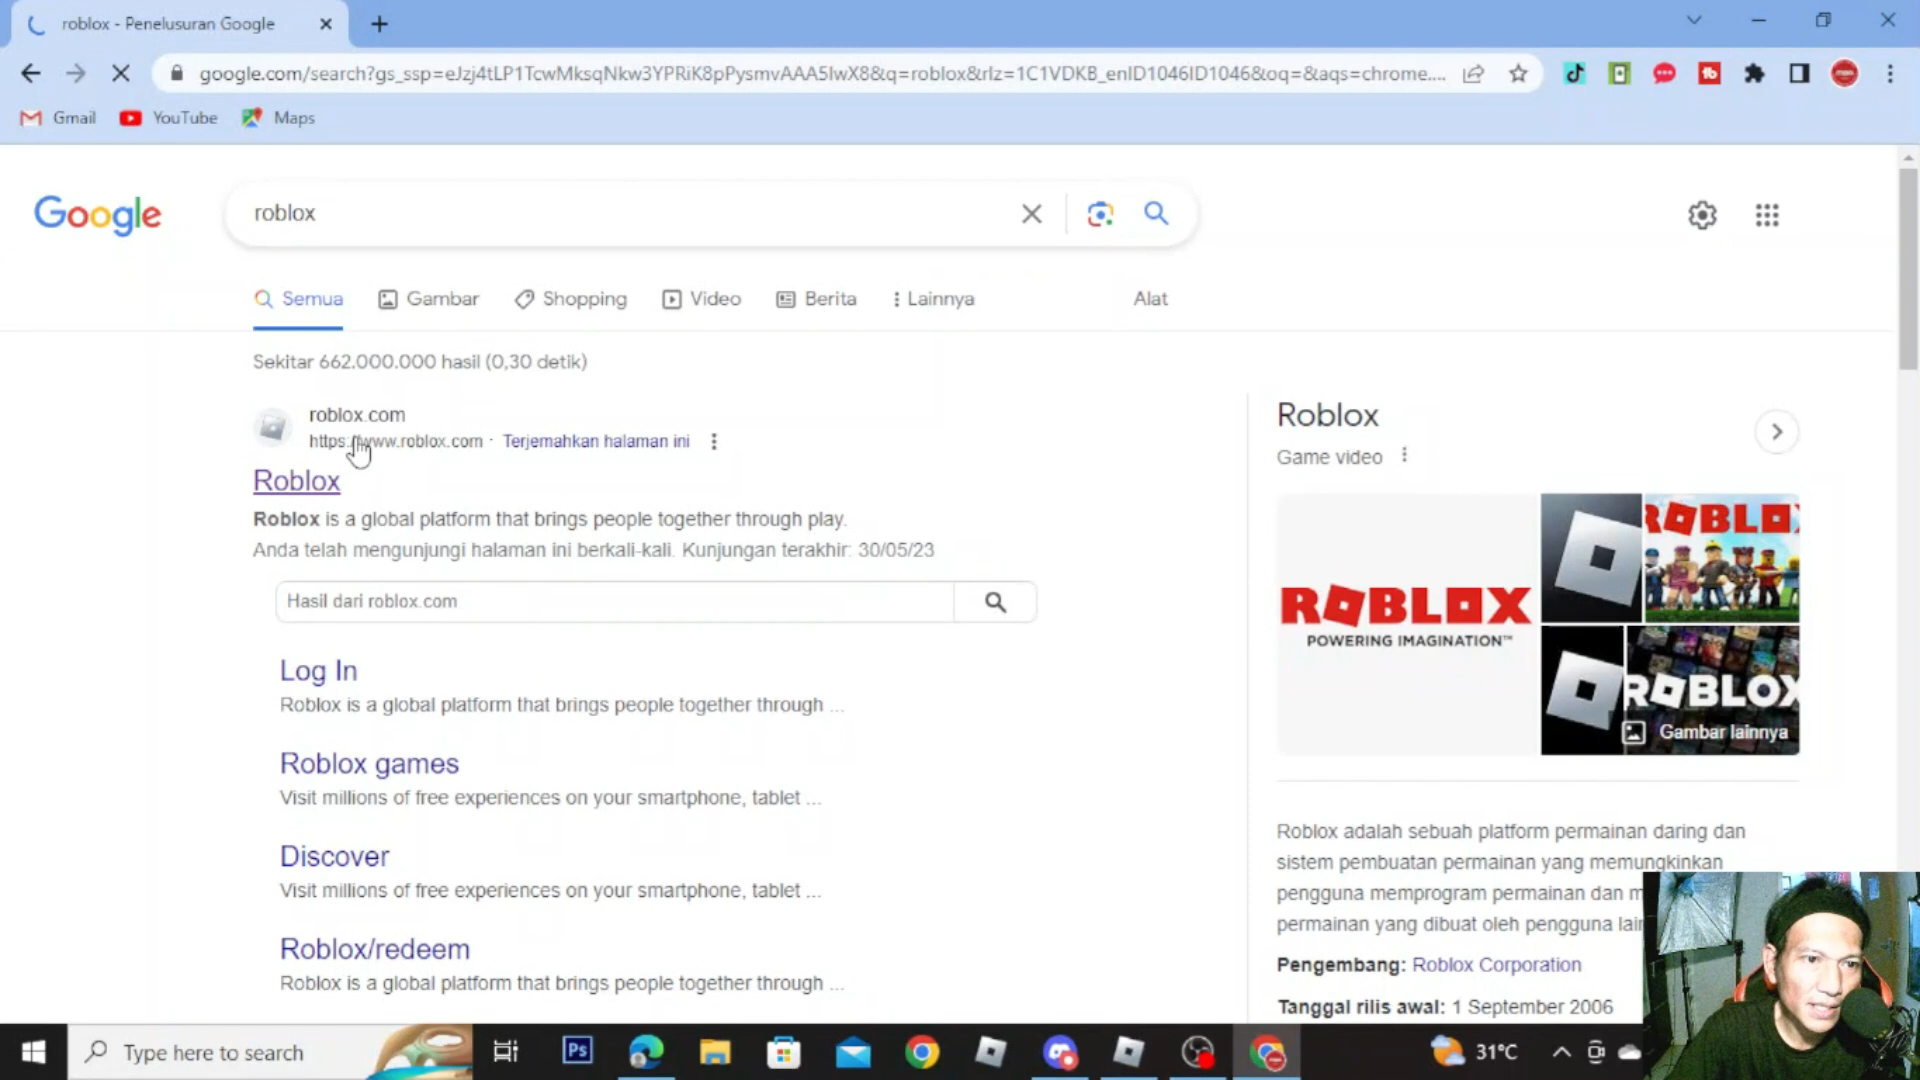 roblox - Penelusuran Google
google.com/search?gs_ssp=eJzj4tLP1TcwMksqNkw3YPRiK8pPysmvAAA5IwX8&q=roblox&rlz=1C1VDKB_enID1046ID1046&oq=&aqs=chrome....
Gmail YouTube Maps
Google
roblox
Semua Gambar Shopping Video Berita Lainnya Alat
Sekitar 662.000.000 hasil (0,30 detik)
roblox.com
https://www.roblox.com · Terjemahkan halaman ini
Roblox
Roblox is a global platform that brings people together through play.
Anda telah mengunjungi halaman ini berkali-kali. Kunjungan terakhir: 30/05/23
Hasil dari roblox.com
Log In
Roblox is a global platform that brings people together through ...
Roblox games
Visit millions of free experiences on your smartphone, tablet ...
Discover
Visit millions of free experiences on your smartphone, tablet ...
Roblox/redeem
Roblox is a global platform that brings people together through ...
Roblox
Game video
ROBLOX
POWERING IMAGINATION™
ROBLO
ROBLOX
Gambar lainnya
Roblox adalah sebuah platform permainan daring dan
sistem pembuatan permainan yang memungkinkan
pengguna memprogram permainan dan m
permainan yang dibuat oleh pengguna lai
Pengembang: Roblox Corporation
Tanggal rilis awal: 1 September 2006
Type here to search
Ps
31°C